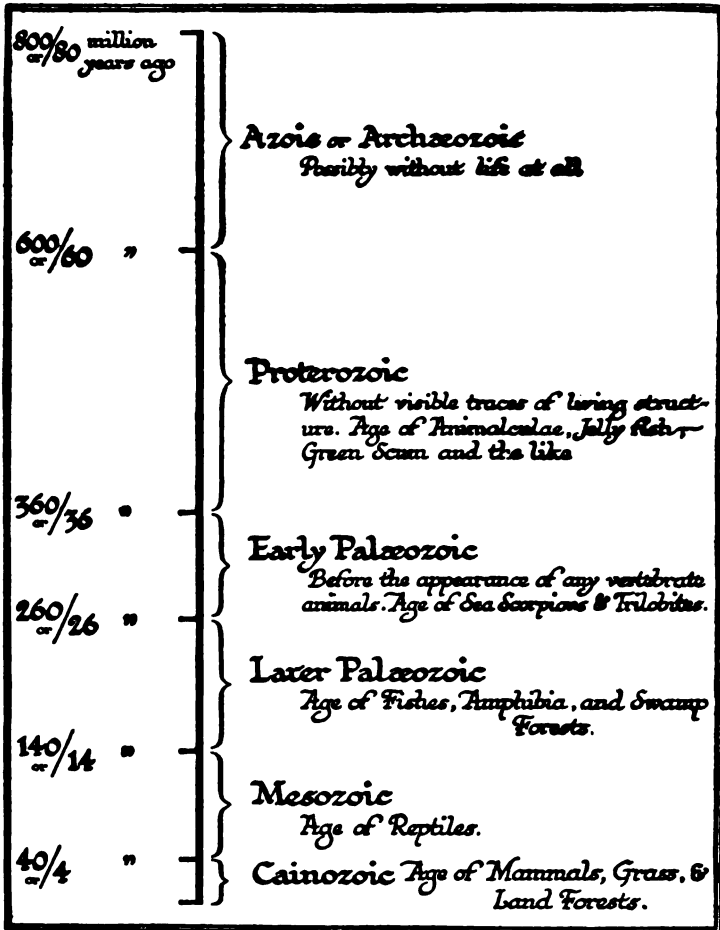 800/80 million
or years ago
Azoic or Archæozoic
Possibly without life at all
600/60 "
or
Proterozoic
Without visible traces of living struct-
ure. Age of Animalculae, Jelly fish,
Green Scum and the like
360/36 "
or
Early Palæozoic
Before the appearance of any vertebrate
animals. Age of Sea Scorpions & Trilobites.
260/26 "
or
Later Palæozoic
Age of Fishes, Amphibia, and Swamp
Forests.
140/14 "
or
Mesozoic
Age of Reptiles.
40/4 "
or
Cainozoic Age of Mammals, Grass, &
Land Forests.